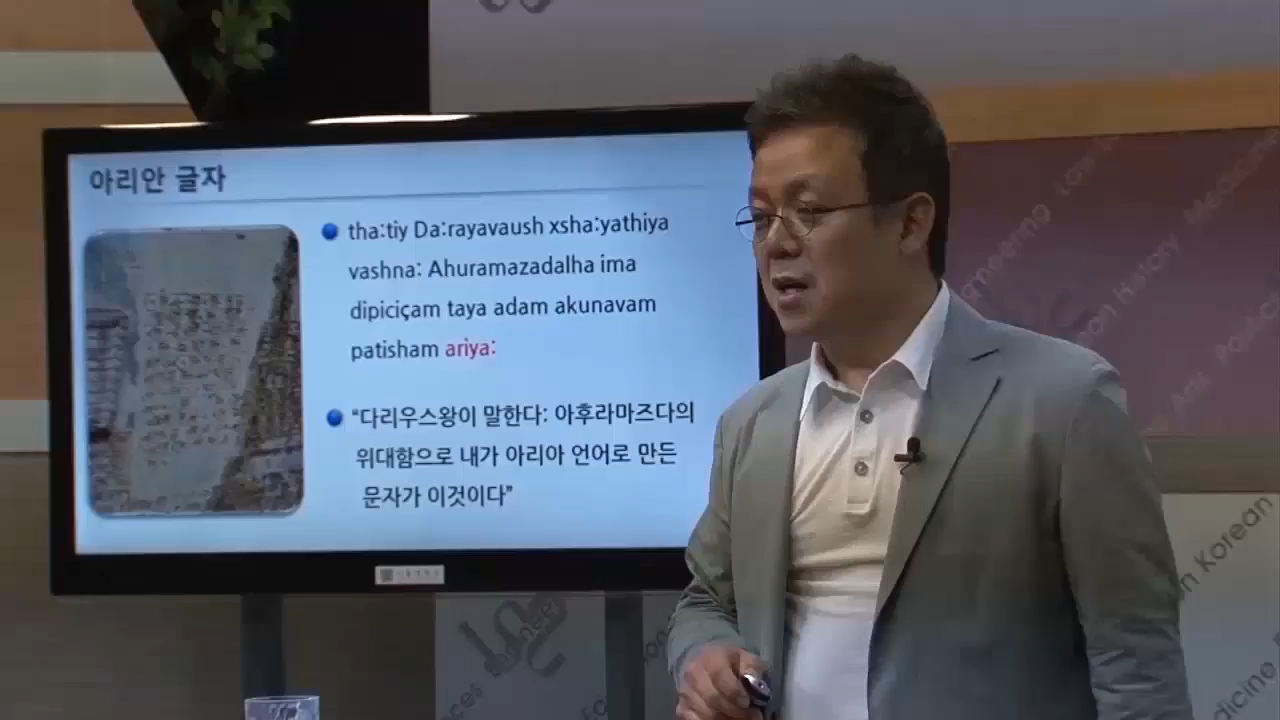 아리안 글자
tha:tiy Da:rayavaush xsha:yathiya
vashna: Ahuramazadalha ima
dipiciçam taya adam akunavam
patisham ariya:
“다리우스왕이 말한다: 아후라마즈다의
위대함으로 내가 아리아 언어로 만든
문자가 이것이다”
Medicine
History
Korean